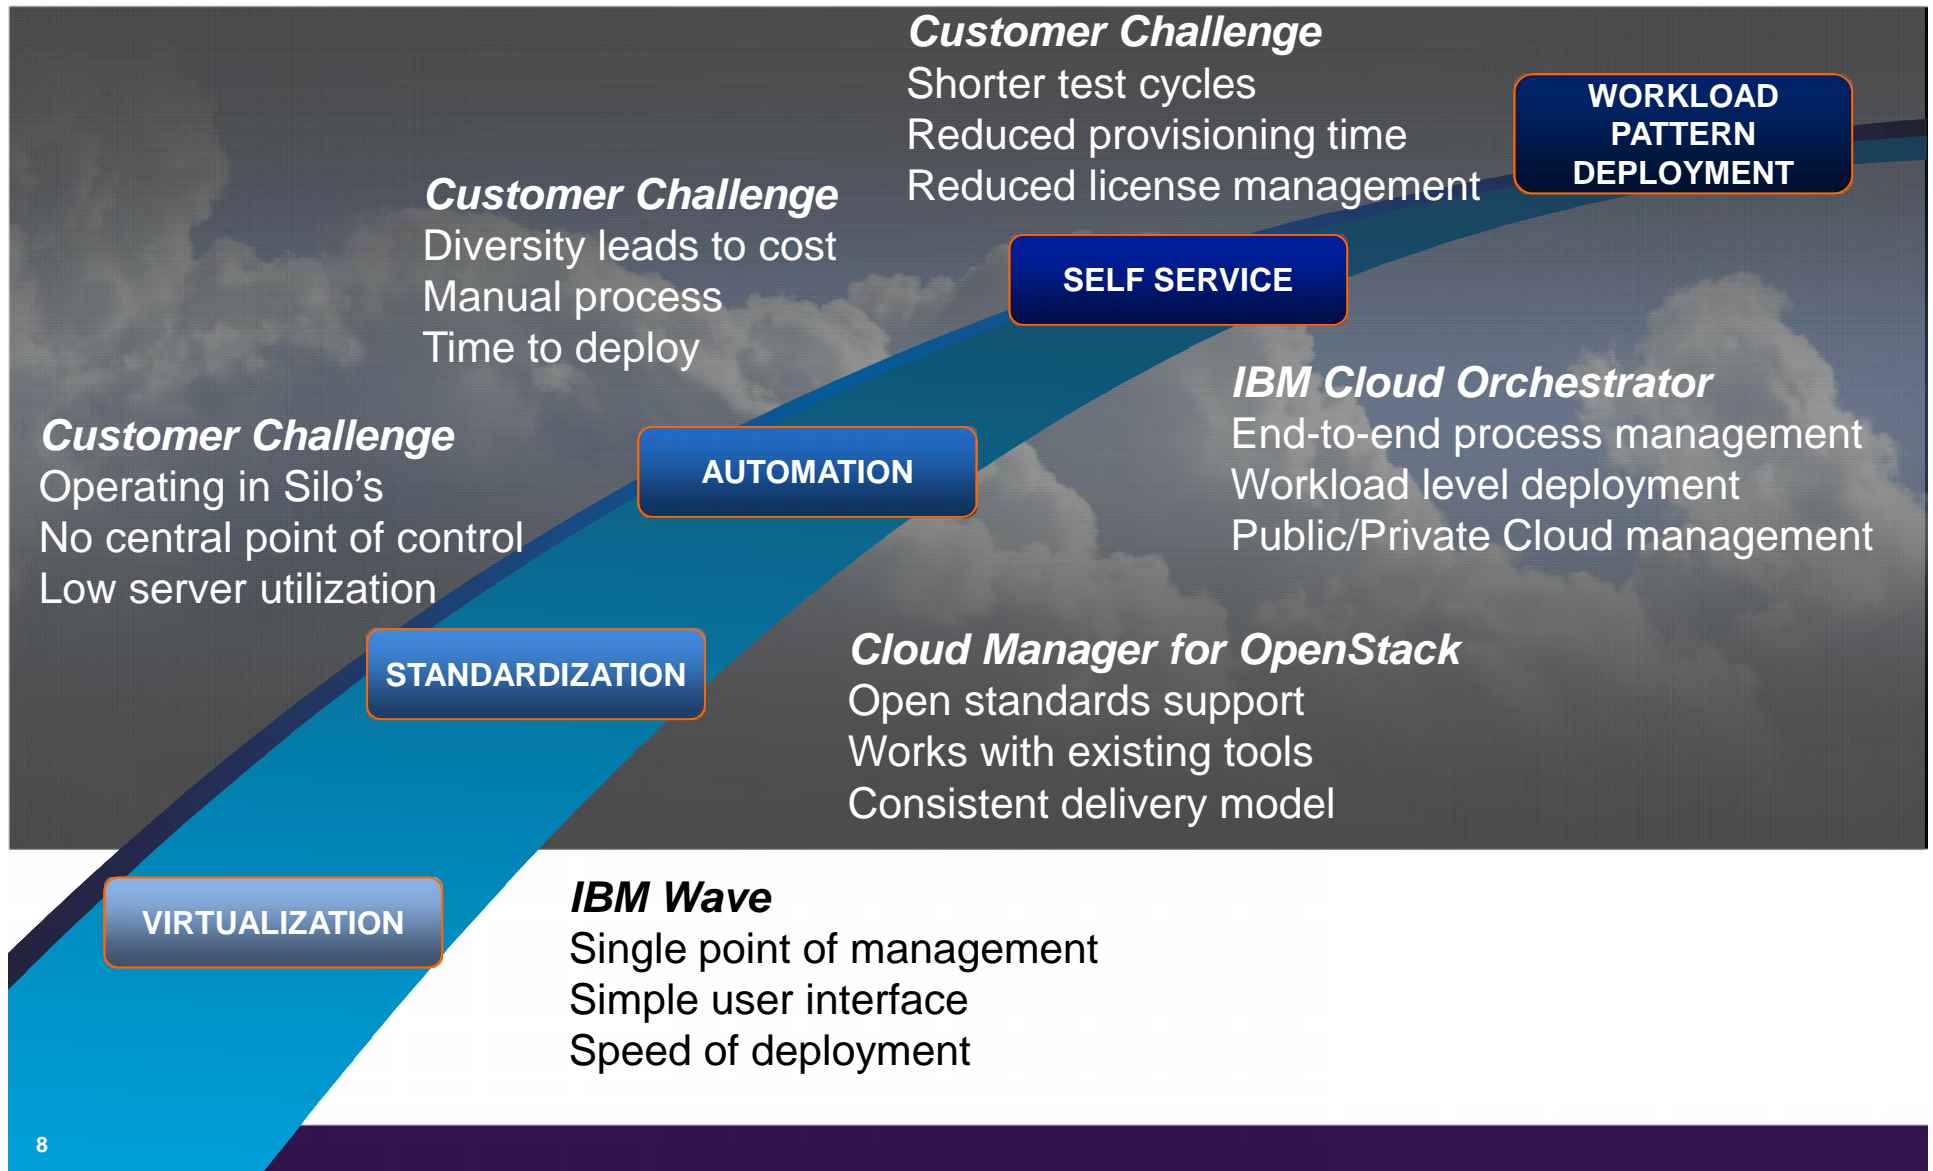 Customer Challenge
Shorter test cycles
Reduced provisioning time
Reduced license management
WORKLOAD
PATTERN
DEPLOYMENT
Customer Challenge
Diversity leads to cost
Manual process
Time to deploy
SELF SERVICE
IBM Cloud Orchestrator
End-to-end process management
Workload level deployment
Public/Private Cloud management
Customer Challenge
Operating in Silo’s
No central point of control
Low server utilization
AUTOMATION
STANDARDIZATION
Cloud Manager for OpenStack
Open standards support
Works with existing tools
Consistent delivery model
VIRTUALIZATION
IBM Wave
Single point of management
Simple user interface
Speed of deployment
8